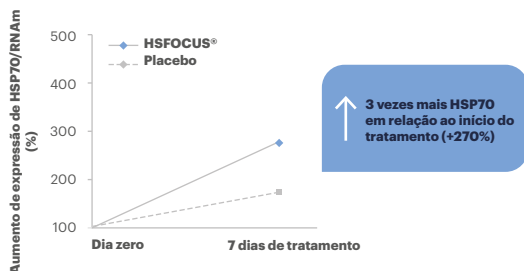 Aumento de expressão de HSP70/RNAm
(%)
500
400
300
200
100
HSFOCUS®
Placebo
Dia zero
7 dias de tratamento
3 vezes mais HSP70
em relação ao início do
tratamento (+270%)